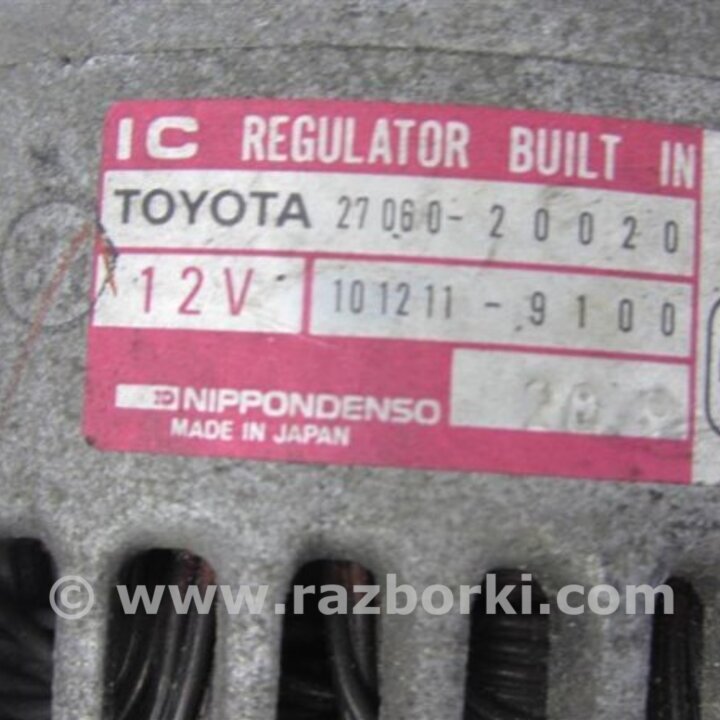 IC REGULATOR BUILT IN
TOYOTA 27060-20020
12V 101211-9100
NIPPONDENSO
MADE IN JAPAN
© www.razborki.com